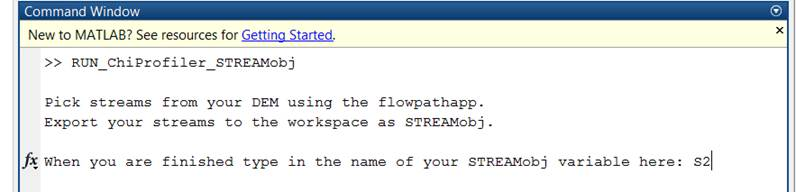 Command Window
New to MATLAB? See resources for Getting Started.
>> RUN_ChiProfiler_STREAMobj
Pick streams from your DEM using the flowpathapp.
Export your streams to the workspace as STREAMobj.
fx When you are finished type in the name of your STREAMobj variable here: S2